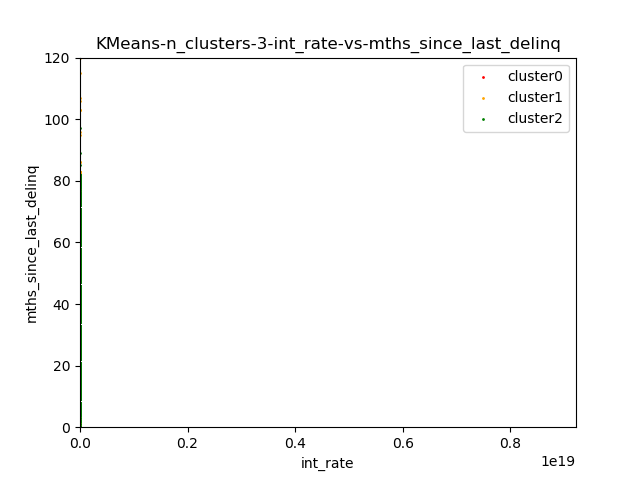 KMeans-n_clusters-3-int_rate-vs-mths_since_last_delinq
cluster0
cluster1
cluster2
mths_since_last_delinq
120
100
80
60
40
20
0
0.0 0.2 0.4 0.6 0.8
1e19
int_rate